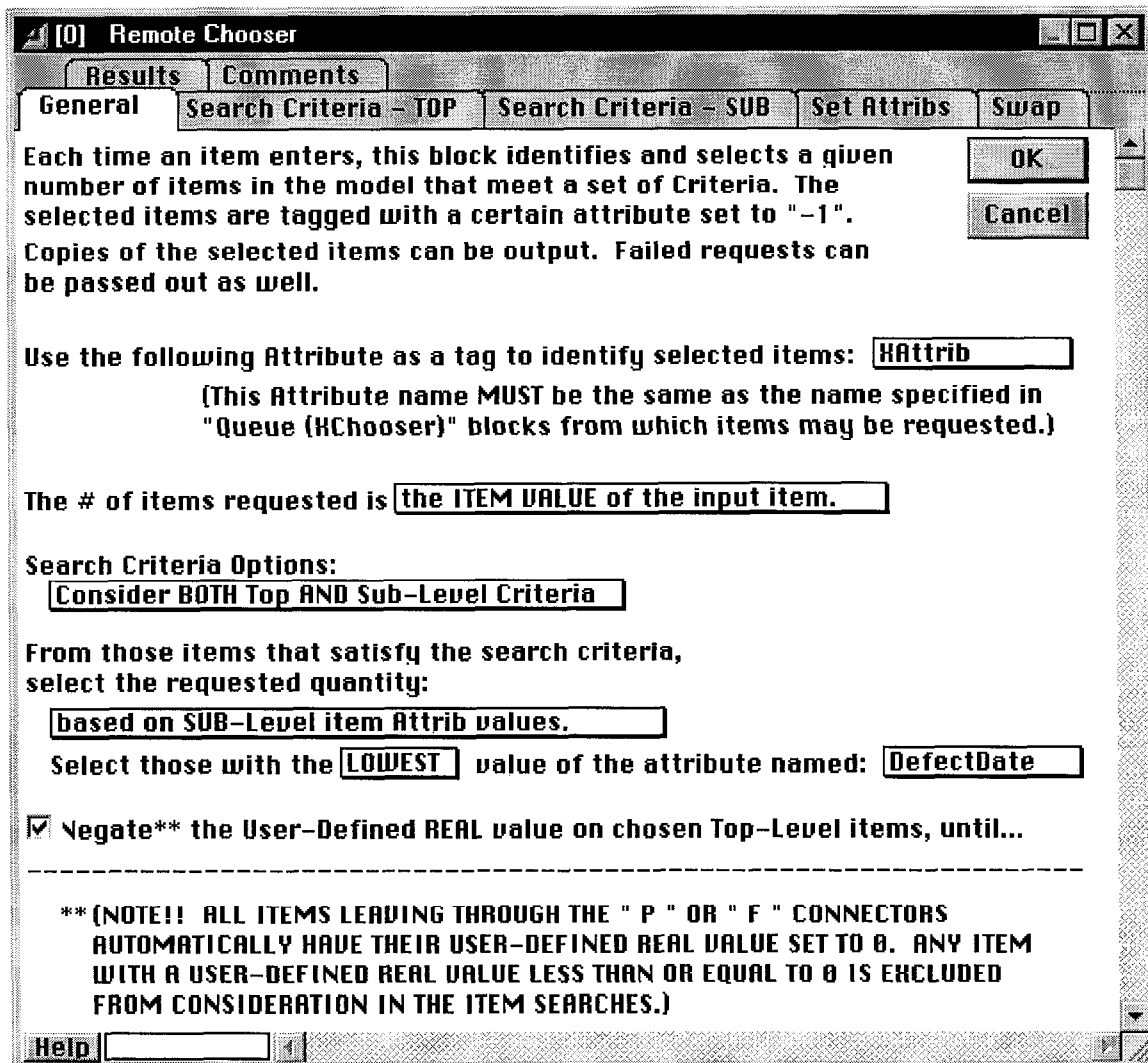 [0] Remote Chooser
Results Comments
General Search Criteria - TOP Search Criteria - SUB Set Attribs Swap
Each time an item enters, this block identifies and selects a given
number of items in the model that meet a set of Criteria. The
selected items are tagged with a certain attribute set to "-1".
Copies of the selected items can be output. Failed requests can
be passed out as well.
OK
Cancel
Use the following Attribute as a tag to identify selected items: XAttrib
(This Attribute name MUST be the same as the name specified in
"Queue (XChooser)" blocks from which items may be requested.)
The # of items requested is the ITEM VALUE of the input item.
Search Criteria Options:
Consider BOTH Top AND Sub-Level Criteria
From those items that satisfy the search criteria,
select the requested quantity:
based on SUB-Level item Attrib values.
Select those with the LOWEST value of the attribute named: DefectDate
Negate** the User-Defined REAL value on chosen Top-Level items, until...
** (NOTE!! ALL ITEMS LEAVING THROUGH THE " P " OR " F " CONNECTORS
AUTOMATICALLY HAVE THEIR USER-DEFINED REAL VALUE SET TO 0. ANY ITEM
WITH A USER-DEFINED REAL VALUE LESS THAN OR EQUAL TO 0 IS EXCLUDED
FROM CONSIDERATION IN THE ITEM SEARCHES.)
Help